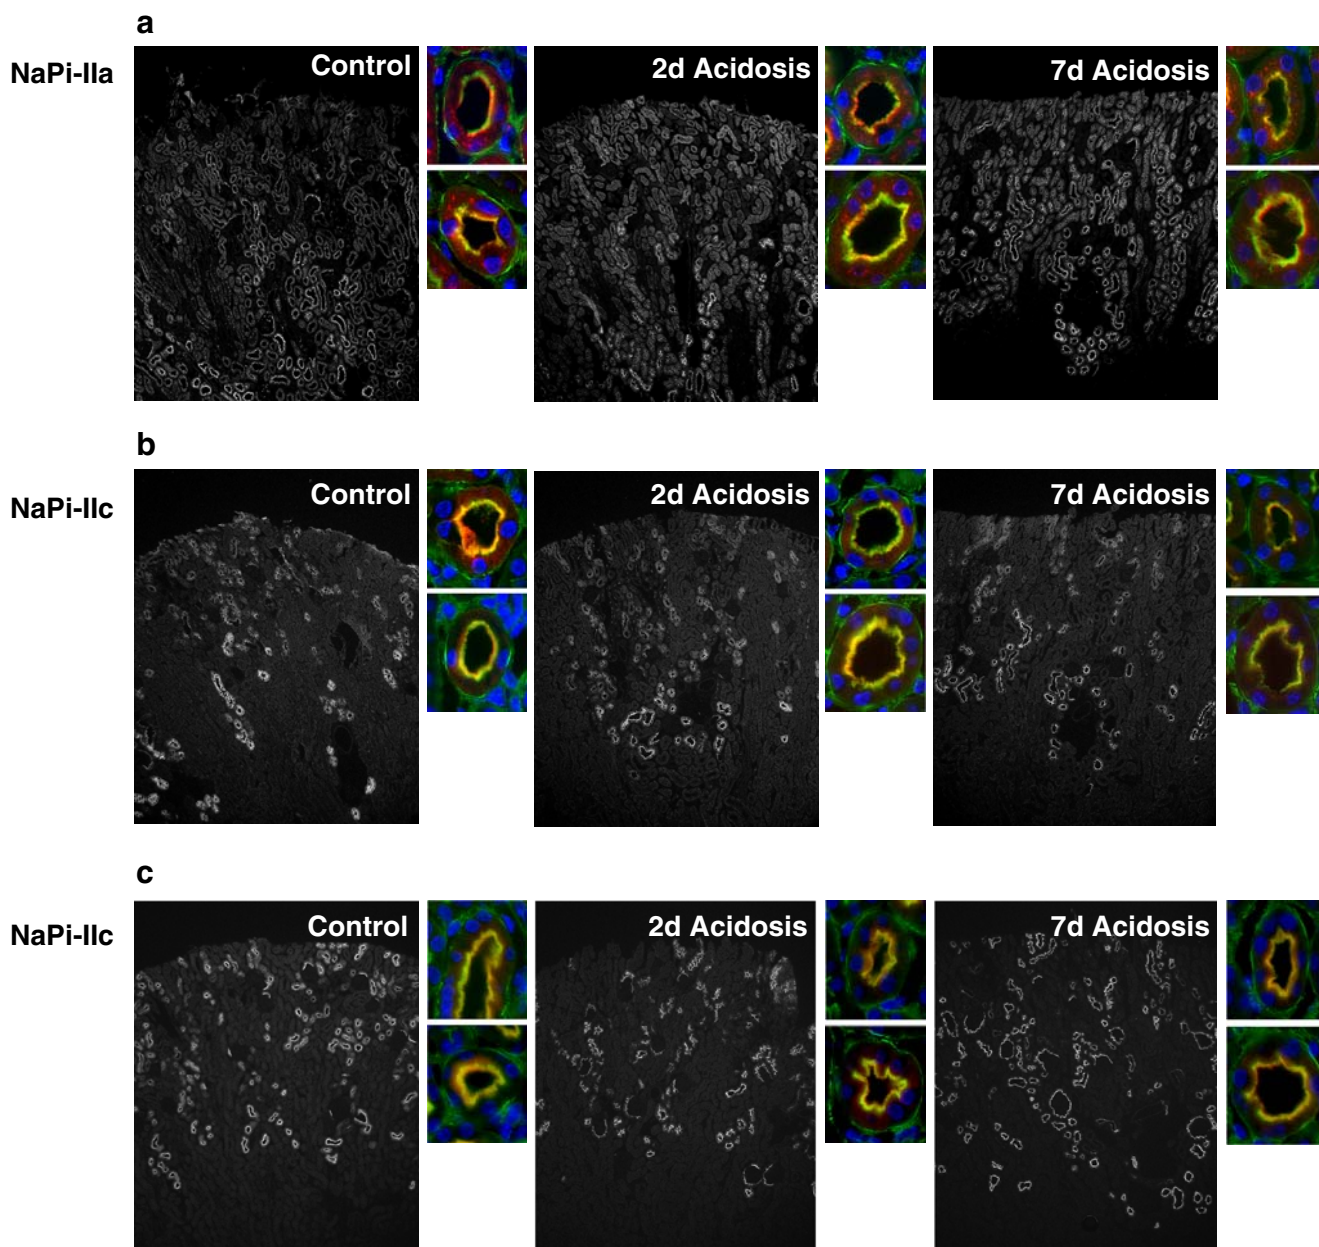 a
NaPi-IIa
Control
2d Acidosis
7d Acidosis
b
NaPi-IIc
Control
2d Acidosis
7d Acidosis
c
NaPi-IIc
Control
2d Acidosis
7d Acidosis